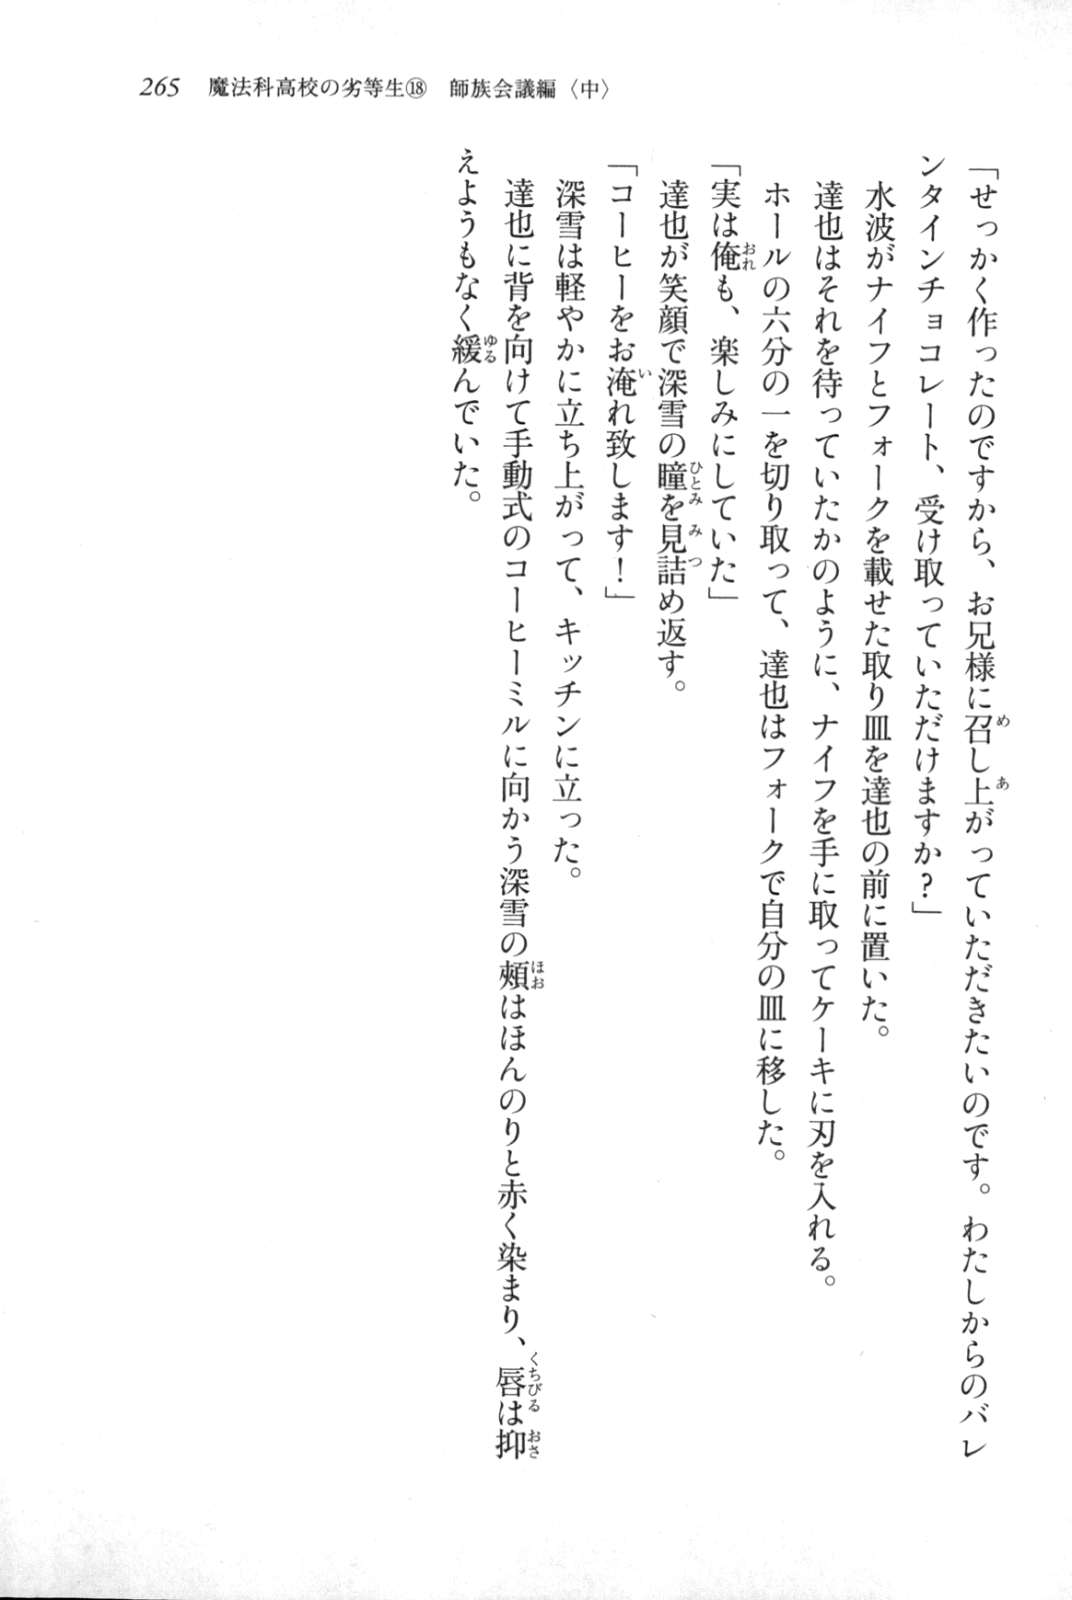 265 魔法科高校の劣等生⑱ 師族会議編〈中〉
「せっかく作ったのですから、お兄様に召し上がっていただきたいのです。わたしからのバレ
ンタインチョコレート、受け取っていただけますか?」
水波がナイフとフォークを載せた取り皿を達也の前に置いた。
達也はそれを待っていたかのように、ナイフを手に取ってケーキに刃を入れる。
ホールの六分の一を切り取って、達也はフォークで自分の皿に移した。
「実は俺も、楽しみにしていた」
達也が笑顔で深雪の瞳を見詰め返す。
「コーヒーをお淹れ致します!」
深雪は軽やかに立ち上がって、キッチンに立った。
達也に背を向けて手動式のコーヒーミルに向かう深雪の頰はほんのりと赤く染まり、唇は抑
えようもなく緩んでいた。